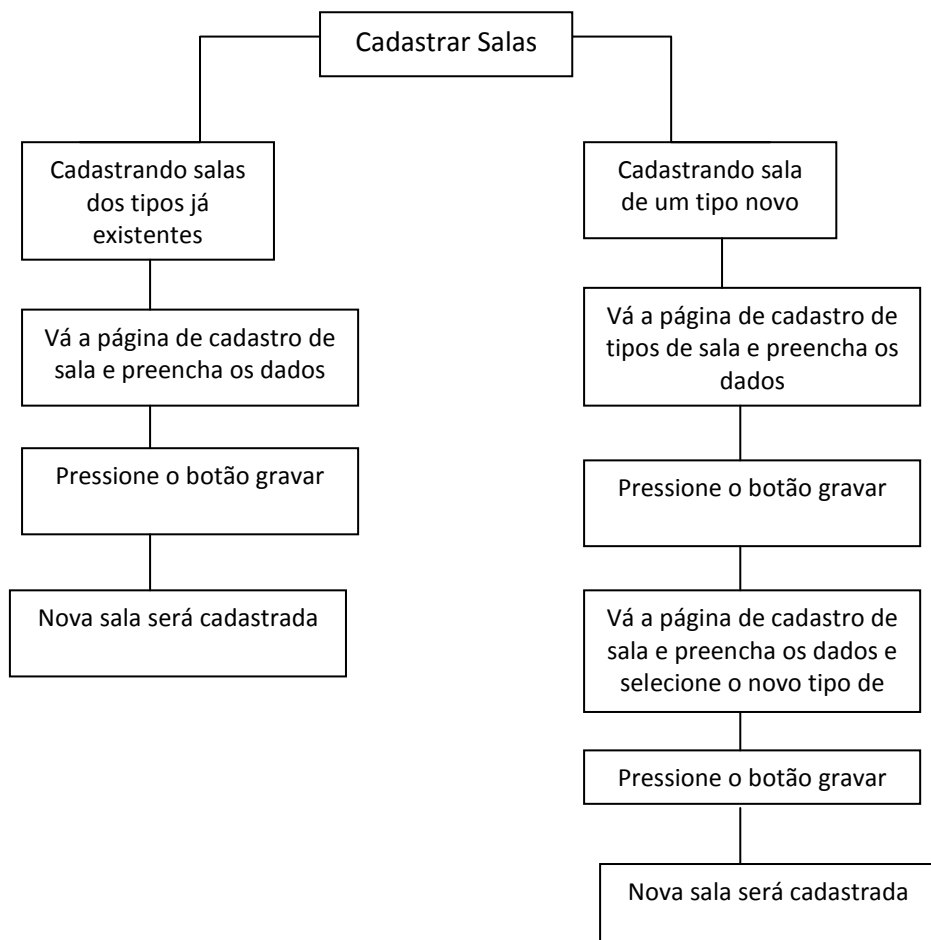 Cadastrar Salas
Cadastrando salas
dos tipos já
existentes
Vá a página de cadastro de
sala e preencha os dados
Pressione o botão gravar
Nova sala será cadastrada
Cadastrando sala
de um tipo novo
Vá a página de cadastro de
tipos de sala e preencha os
dados
Pressione o botão gravar
Vá a página de cadastro de
sala e preencha os dados e
selecione o novo tipo de
Pressione o botão gravar
Nova sala será cadastrada